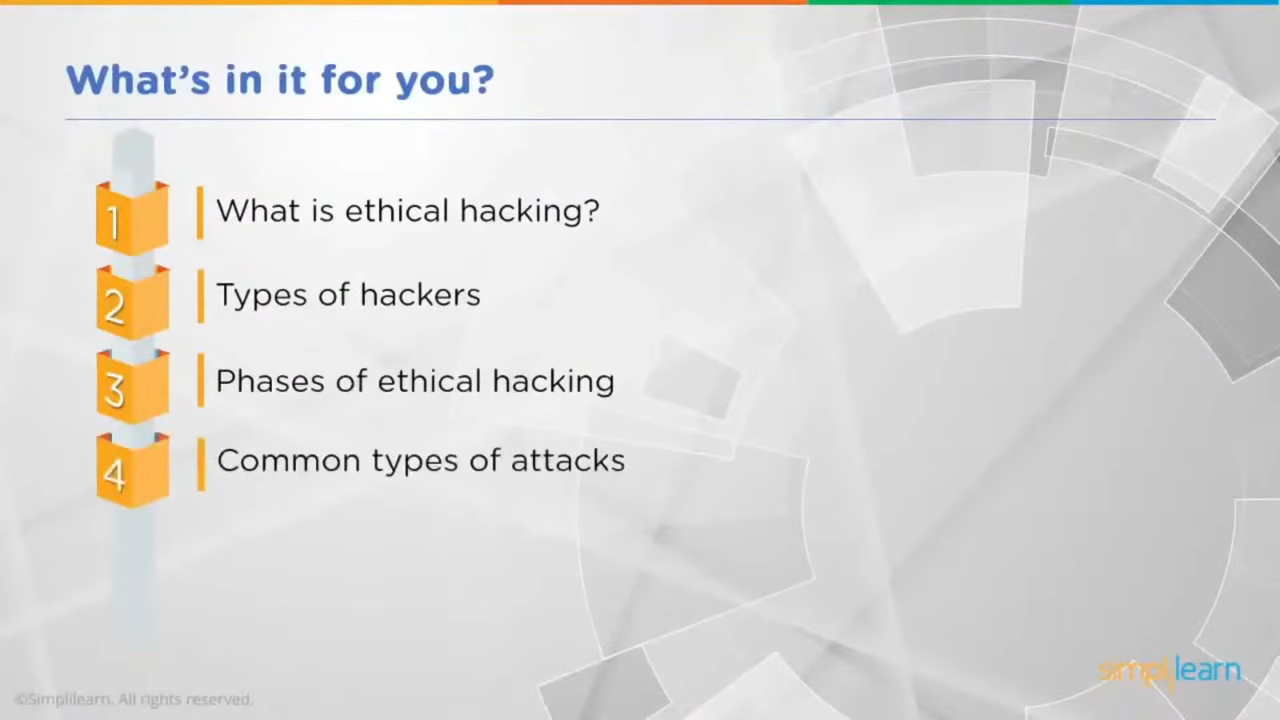 What's in it for you?
1
What is ethical hacking?
2
Types of hackers
3
Phases of ethical hacking
4
Common types of attacks
©Simplilearn. All rights reserved.
simplilearn